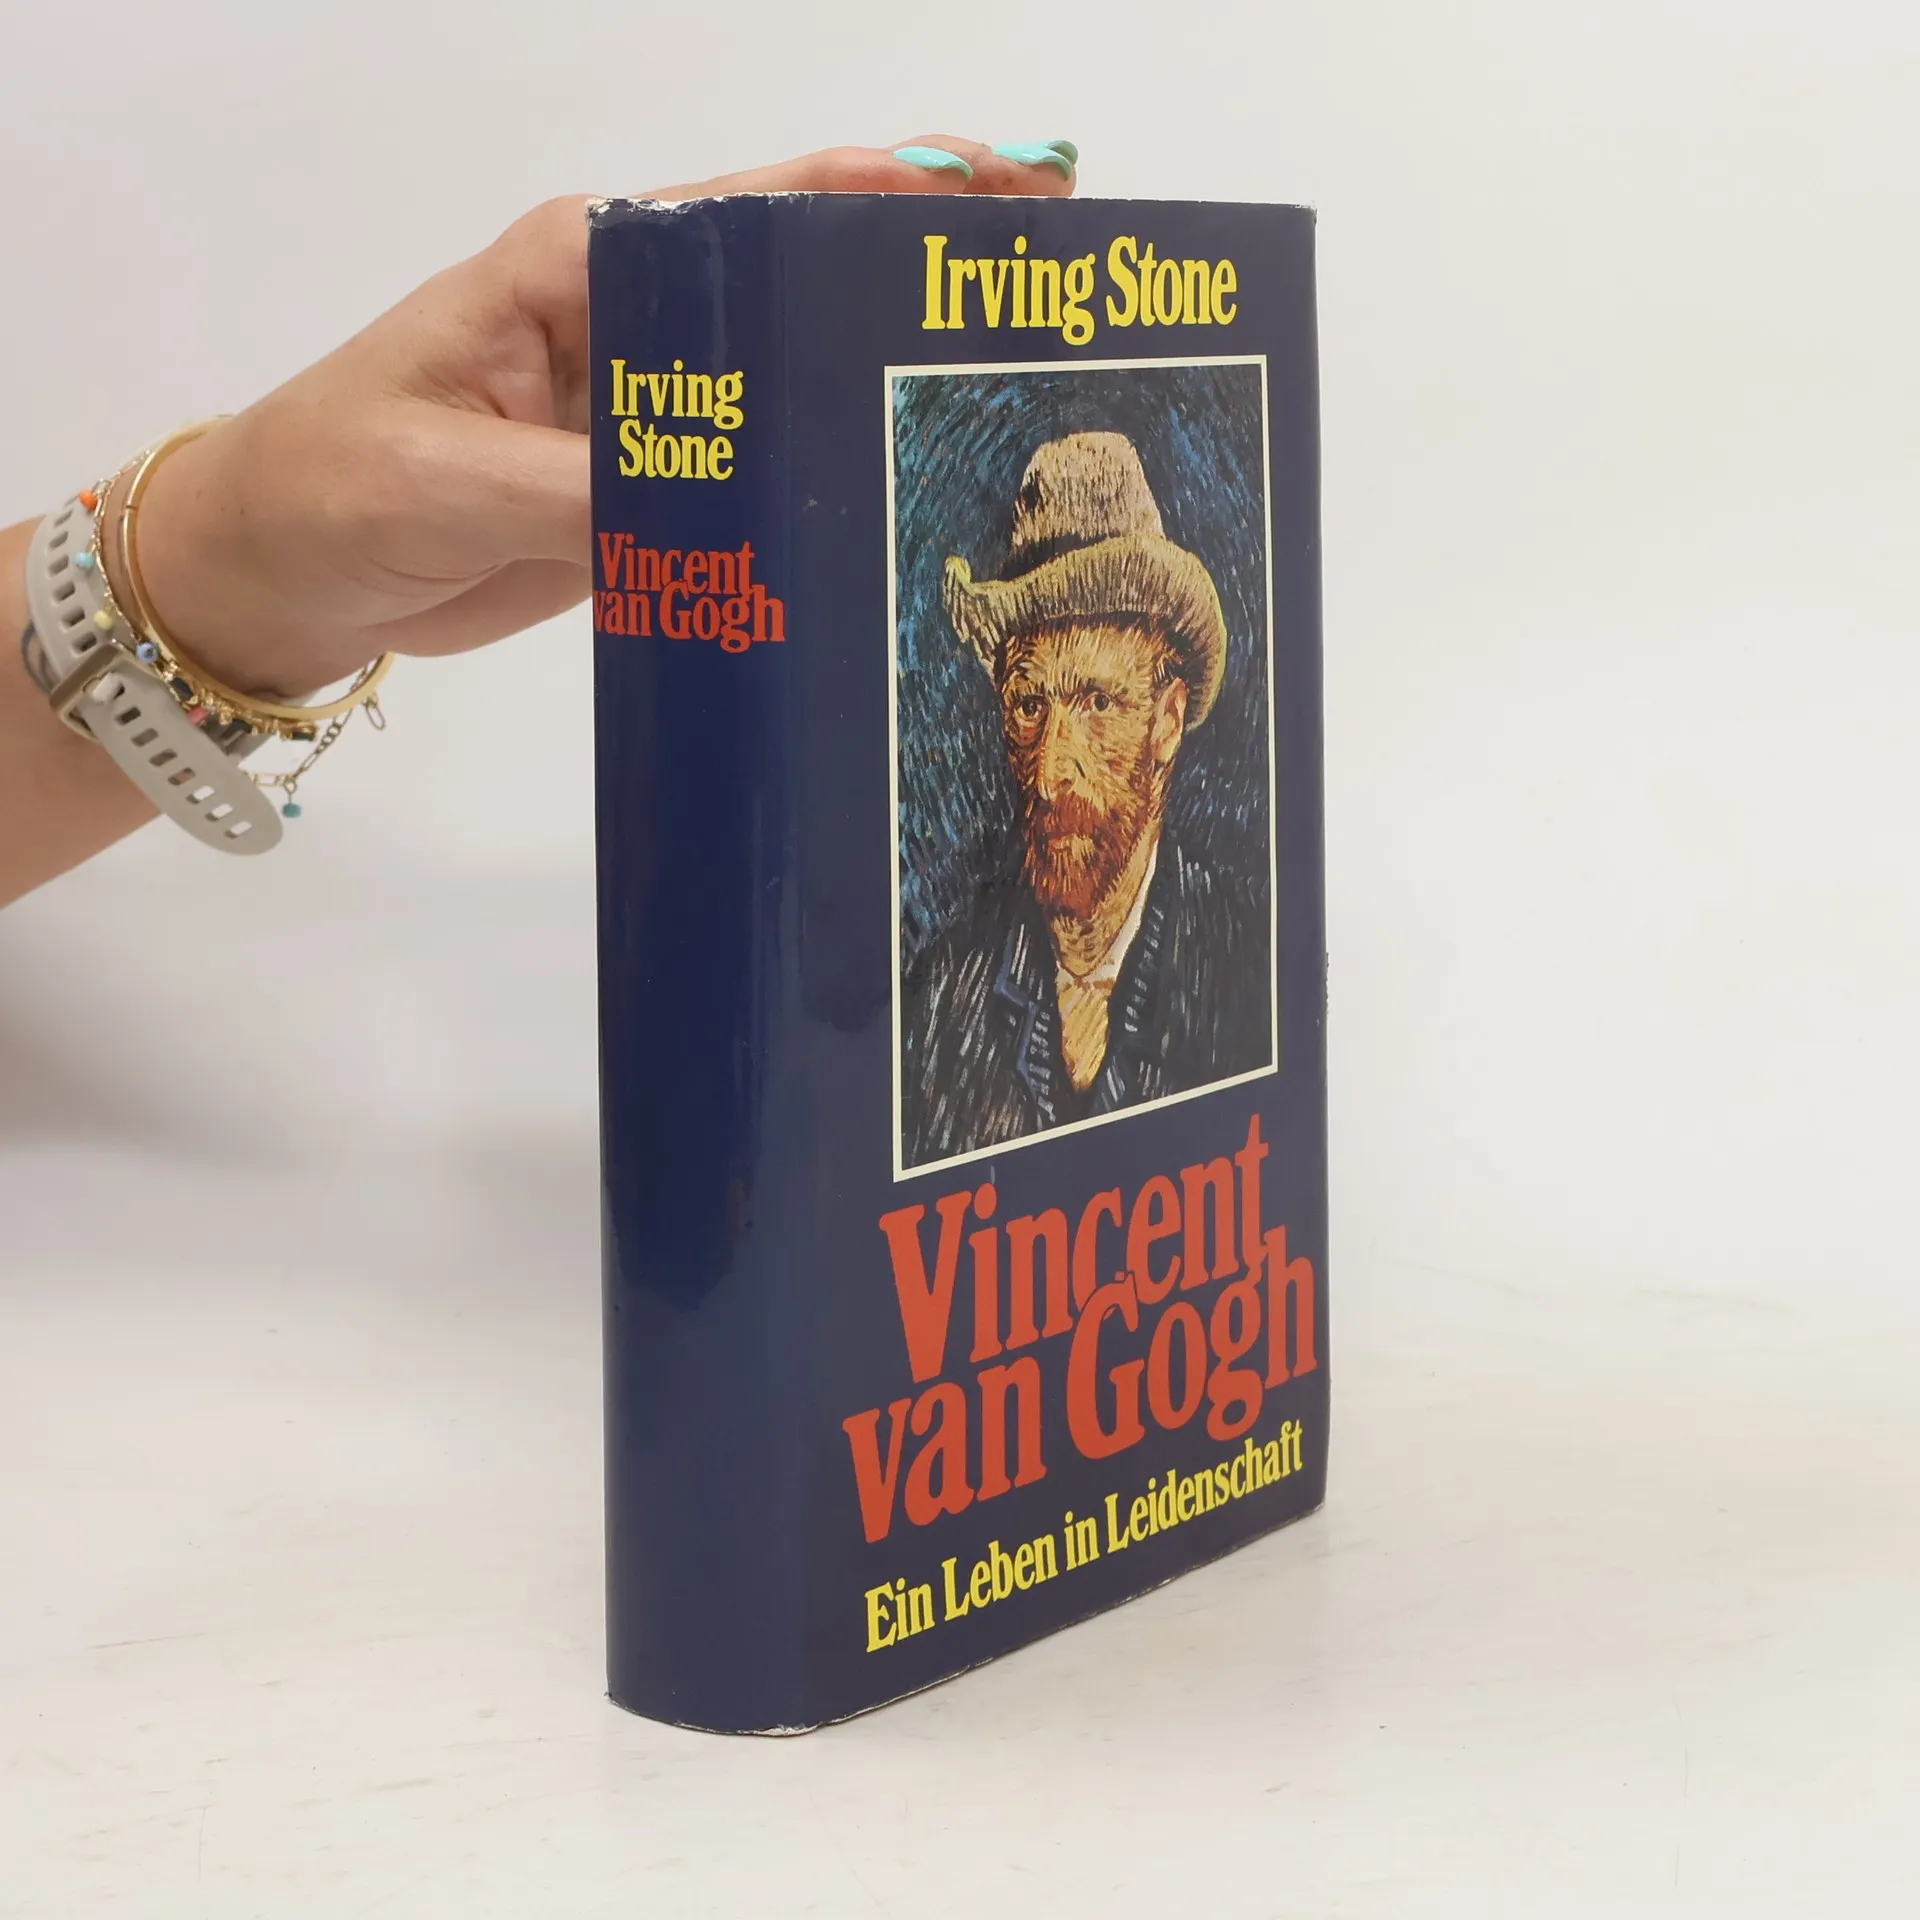 Irving
Stone
Vincent
van Gogh
Irving Stone
Vincent
van Gogh
Ein Leben in Leidenschaft